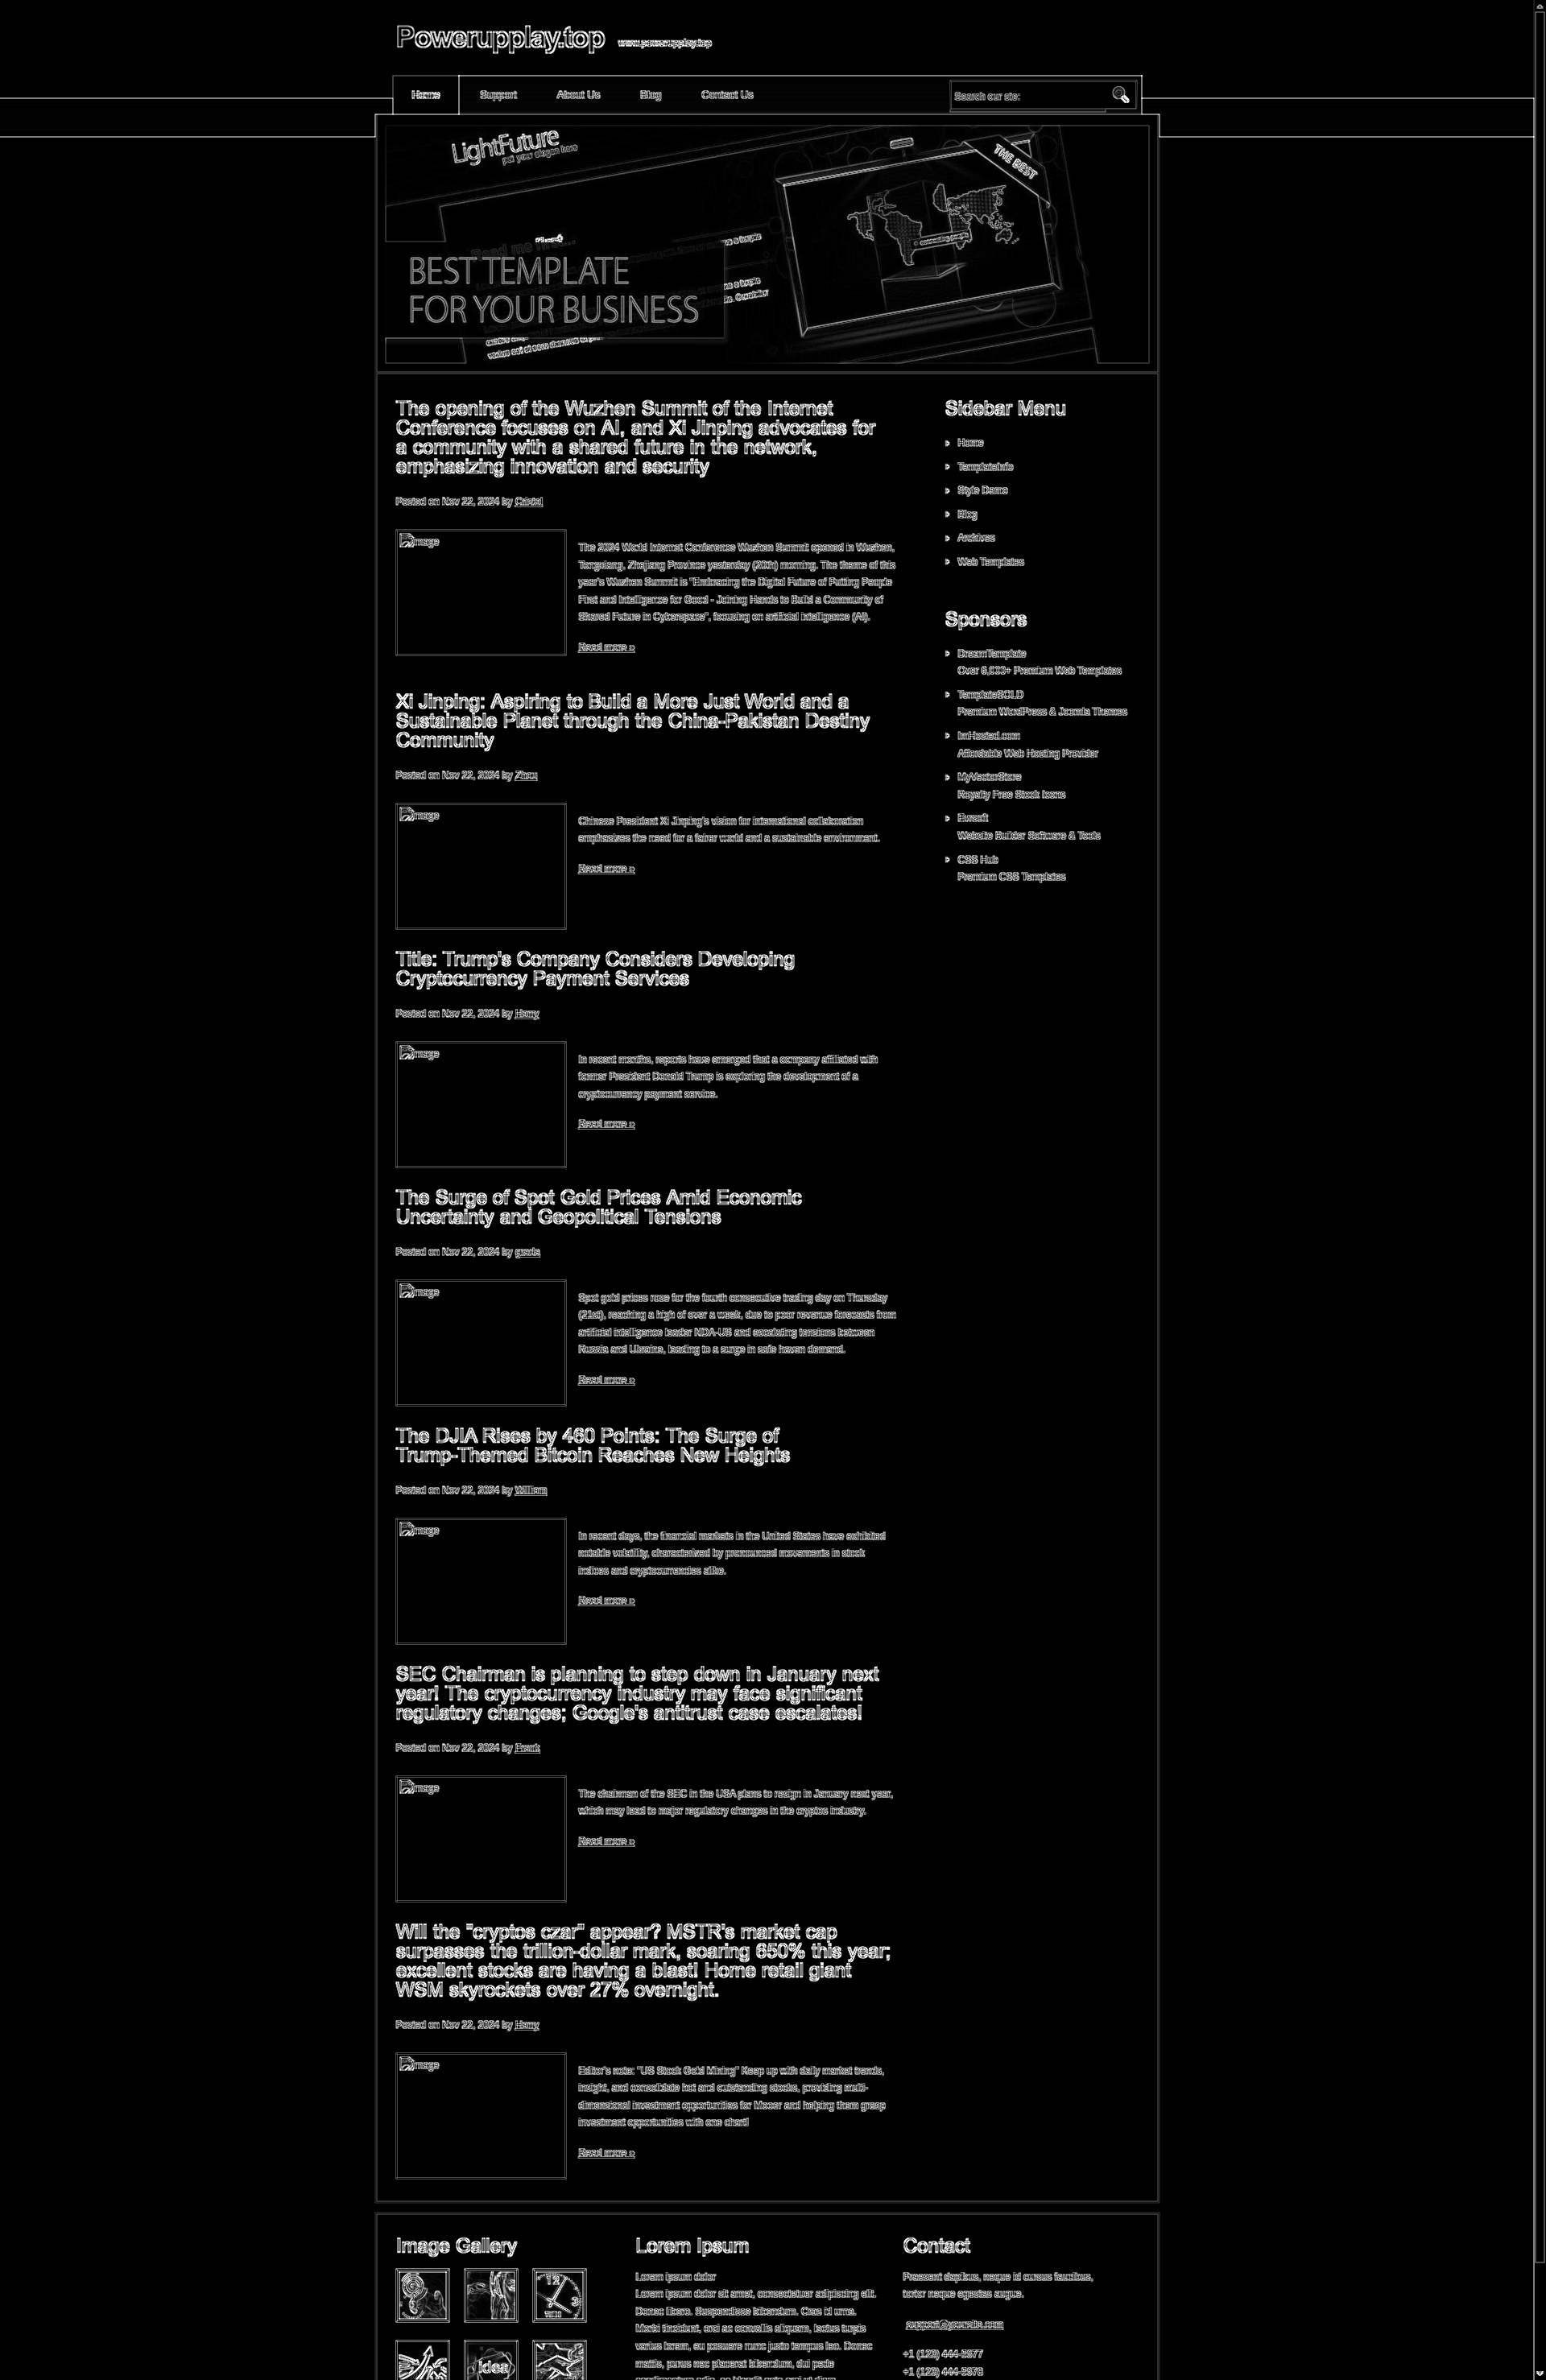 Powerupplay.top www.powerupplay.top
Home Support About Us Blog Contact Us Search our site:
LightFuture
put your slogan here
THE BEST
connecting people
BEST TEMPLATE
FOR YOUR BUSINESS
The opening of the Wuzhen Summit of the Internet
Conference focuses on AI, and Xi Jinping advocates for
a community with a shared future in the network,
emphasizing innovation and security
Posted on Nov 22, 2024 by
Image
The 2024 World Internet Conference Wuzhen Summit opened in Wuzhen,
Tongxiang, Zhejiang Province yesterday (20th) morning. The theme of this
year's Wuzhen Summit is "Embracing the Digital Future of Putting People
First and Intelligence for Good - Joining Hands to Build a Community of
Shared Future in Cyberspace", focusing on artificial intelligence (AI).
Read more »
Xi Jinping: Aspiring to Build a More Just World and a
Sustainable Planet through the China-Pakistan Destiny
Community
Posted on Nov 22, 2024 by
Image
Chinese President Xi Jinping's vision for international collaboration
emphasizes the need for a fairer world and a sustainable environment.
Read more »
Title: Trump's Company Considers Developing
Cryptocurrency Payment Services
Posted on Nov 22, 2024 by
Image
In recent months, reports have emerged that a company affiliated with
former President Donald Trump is exploring the development of a
cryptocurrency payment service.
Read more »
The Surge of Spot Gold Prices Amid Economic
Uncertainty and Geopolitical Tensions
Posted on Nov 22, 2024 by
Image
Spot gold prices rose for the fourth consecutive trading day on Thursday
(21st), reaching a high of over a week, due to poor revenue forecasts from
artificial intelligence leader NDA-US and escalating tensions between
Russia and Ukraine, leading to a surge in safe haven demand.
Read more »
The DJIA Rises by 460 Points: The Surge of
Trump-Themed Bitcoin Reaches New Heights
Posted on Nov 22, 2024 by William
Image
In recent days, the financial markets in the United States have exhibited
notable volatility, characterized by pronounced movements in stock
indices and cryptocurrencies alike.
Read more »
SEC Chairman is planning to step down in January next
year! The cryptocurrency industry may face significant
regulatory changes; Google's antitrust case escalates!
Posted on Nov 22, 2024 by Frank
Image
The chairman of the SEC in the USA plans to resign in January next year,
which may lead to major regulatory changes in the cryptos industry.
Read more »
Will the "cryptos czar" appear? MSTR's market cap
surpasses the trillion-dollar mark, soaring 650% this year;
excellent stocks are having a blast! Home retail giant
WSM skyrockets over 27% overnight.
Posted on Nov 22, 2024 by
Image
Editor's note: "US Stock Gold Mining" Keep up with daily market trends,
insight, and consolidate hot and outstanding stocks, providing multi-
dimensional investment opportunities for Mooer and helping them grasp
investment opportunities with one chart!
Read more »
Sidebar Menu
Home
TemplateInfo
Style Demo
Blog
Archives
Web Templates
Sponsors
DreamTemplate
Over 6,000+ Premium Web Templates
TemplateSOLD
Premium WordPress & Joomla Themes
ImHosted.com
Affordable Web Hosting Provider
MyVectorStore
Royalty Free Stock Icons
Evrsoft
Website Builder Software & Tools
CSS Hub
Premium CSS Templates
Image Gallery
12
3
idea
Lorem Ipsum
Lorem ipsum dolor
Lorem ipsum dolor sit amet, consectetuer adipiscing elit.
Donec libero. Suspendisse bibendum. Cras id urna.
Morbi tincidunt, orci ac convallis aliquam, lectus turpis
varius lorem, eu posuere nunc justo tempus leo. Donec
mattis, purus nec placerat bibendum, dui pede
Contact
Praesent dapibus, neque id cursus faucibus,
tortor neque egestas augue.
support@yoursite.com
+1 (123) 444-5677
+1 (123) 444-5678